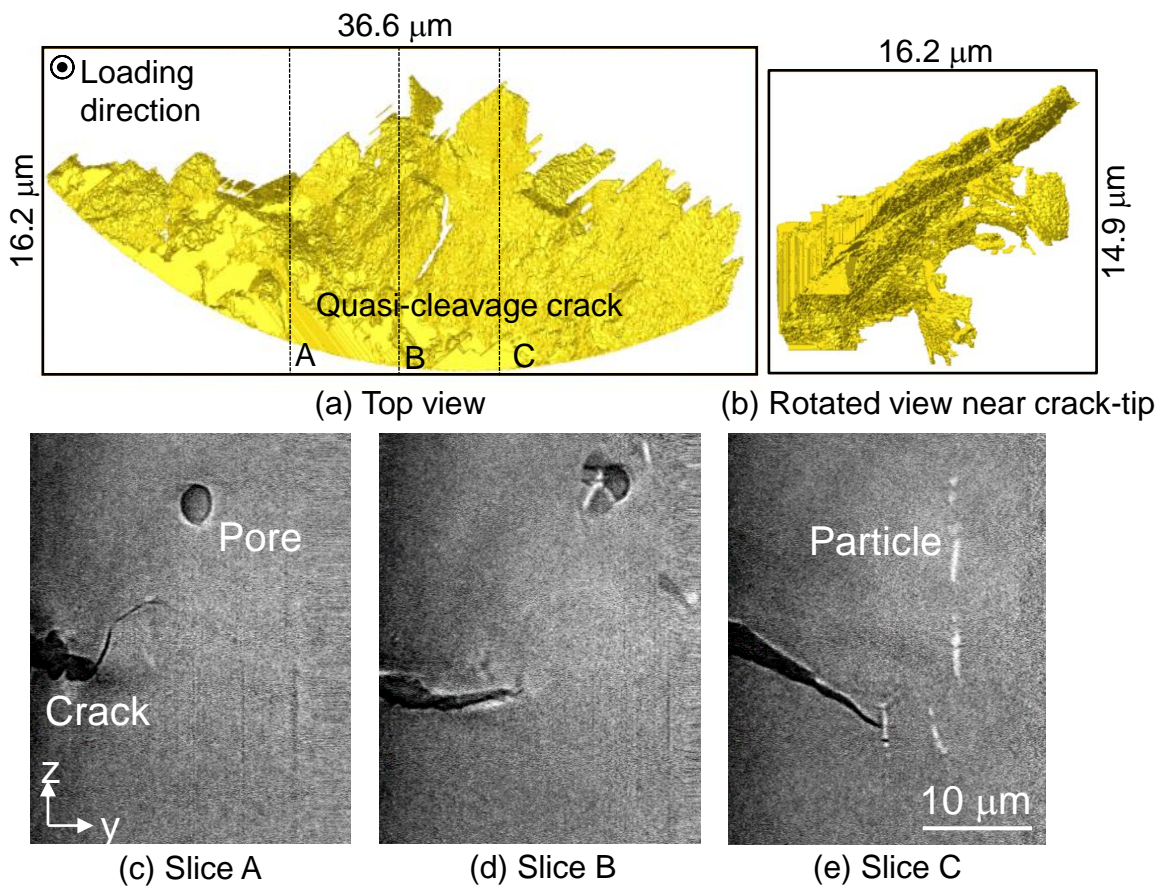 36.6 μm
Loading
direction
16.2 μm
Quasi-cleavage crack
A
B
C
(a) Top view
16.2 μm
14.9 μm
(b) Rotated view near crack-tip
Pore
Crack
z
y
(c) Slice A
(d) Slice B
Particle
10 μm
(e) Slice C